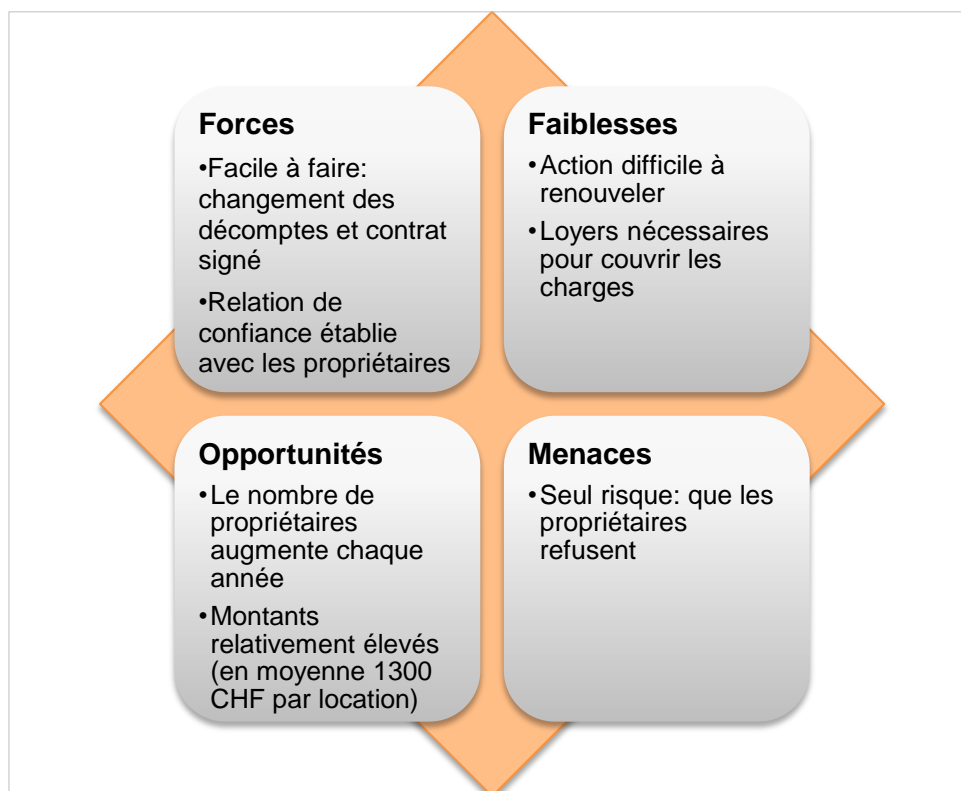 Forces
•Facile à faire:
changement des
décomptes et contrat
signé
•Relation de
confiance établie
avec les propriétaires
Faiblesses
•Action difficile à
renouveler
•Loyers nécessaires
pour couvrir les
charges
Opportunités
•Le nombre de
propriétaires
augmente chaque
année
•Montants
relativement élevés
(en moyenne 1300
CHF par location)
Menaces
•Seul risque: que les
propriétaires
refusent